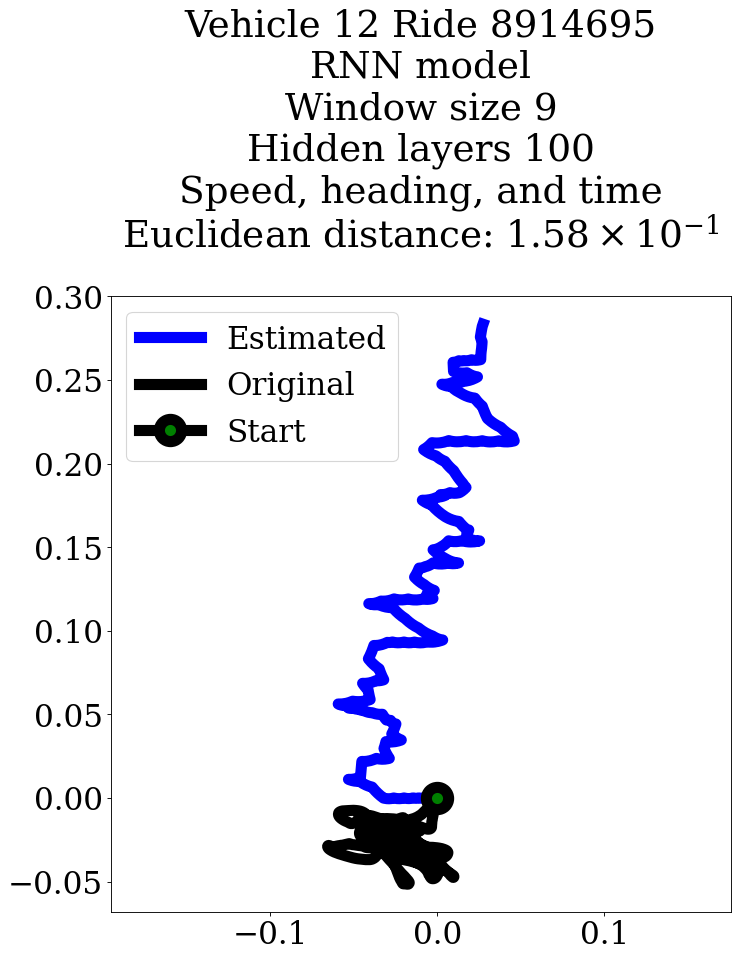 Vehicle 12 Ride 8914695
RNN model
Window size 9
Hidden layers 100
Speed, heading, and time
Euclidean distance: 1.58 × 10⁻¹
0.30
Estimated
0.25
Original
0.20
Start
0.15
0.10
0.05
0.00
−0.05
−0.1 0.0 0.1